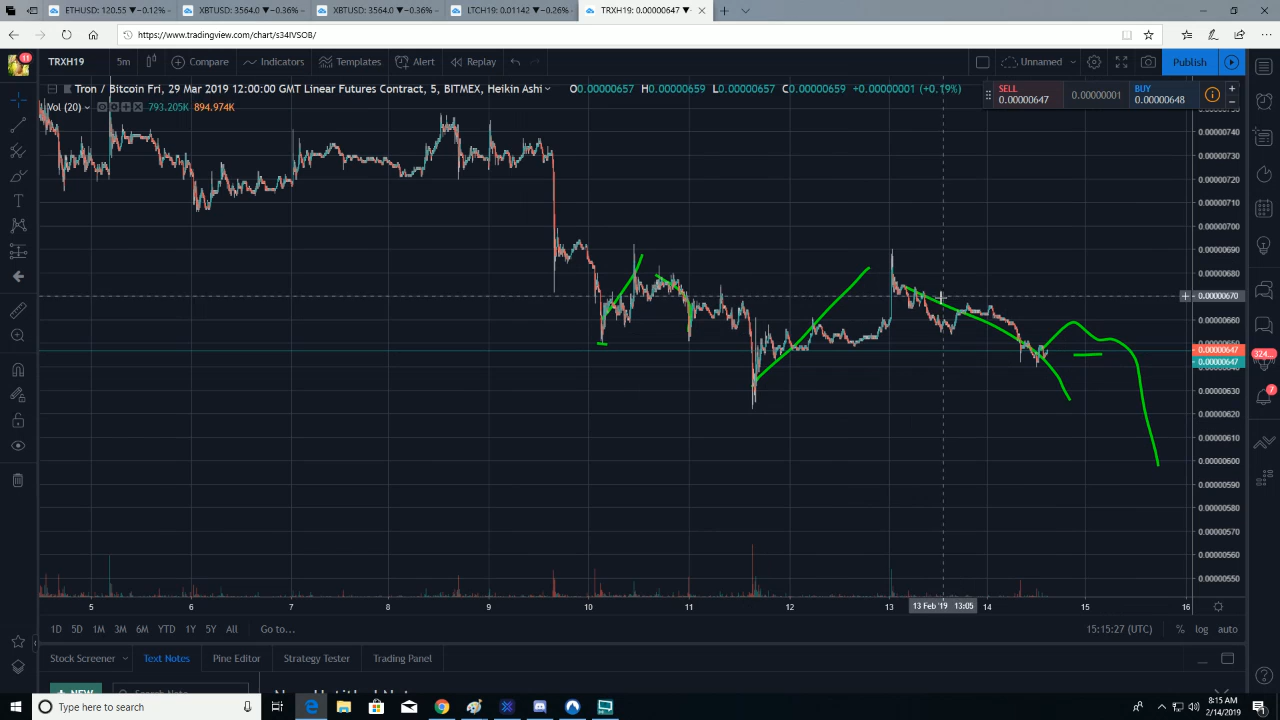 ETHUSD: 120.55 ▼−0.12%
XBTUSD: 3564.0 ▼−0.36%
XBTUSD: 3564.0 ▼−0.36%
LTCH19: 0.01142 ▼−0.26%
TRXH19: 0.00000647 ▼
https://www.tradingview.com/chart/s34IVSOB/
11
TRXH19
5m
Compare
Indicators
Templates
Alert
Replay
Unnamed
Publish
Tron / Bitcoin Fri, 29 Mar 2019 12:00:00 GMT Linear Futures Contract, 5, BITMEX, Heikin Ashi
O0.00000657 H0.00000659 L0.00000657 C0.00000659 +0.00000001 (+0.19%)
Vol (20) 793.205K 894.974K
SELL
0.00000647
0.00000001
BUY
0.00000648
0.00000740
0.00000730
0.00000720
0.00000710
0.00000700
0.00000690
0.00000680
0.00000670
0.00000660
0.00000647
0.00000647
0.00000630
0.00000620
0.00000610
0.00000600
0.00000590
0.00000580
0.00000570
0.00000560
0.00000550
324...
7
5 6 7 8 9 10 11 12 13 13 Feb '19 13:05 14 15 16
1D 5D 1M 3M 6M YTD 1Y 5Y All Go to...
15:15:27 (UTC) % log auto
Stock Screener Text Notes Pine Editor Strategy Tester Trading Panel
NEW
Type here to search
8:15 AM
2/14/2019